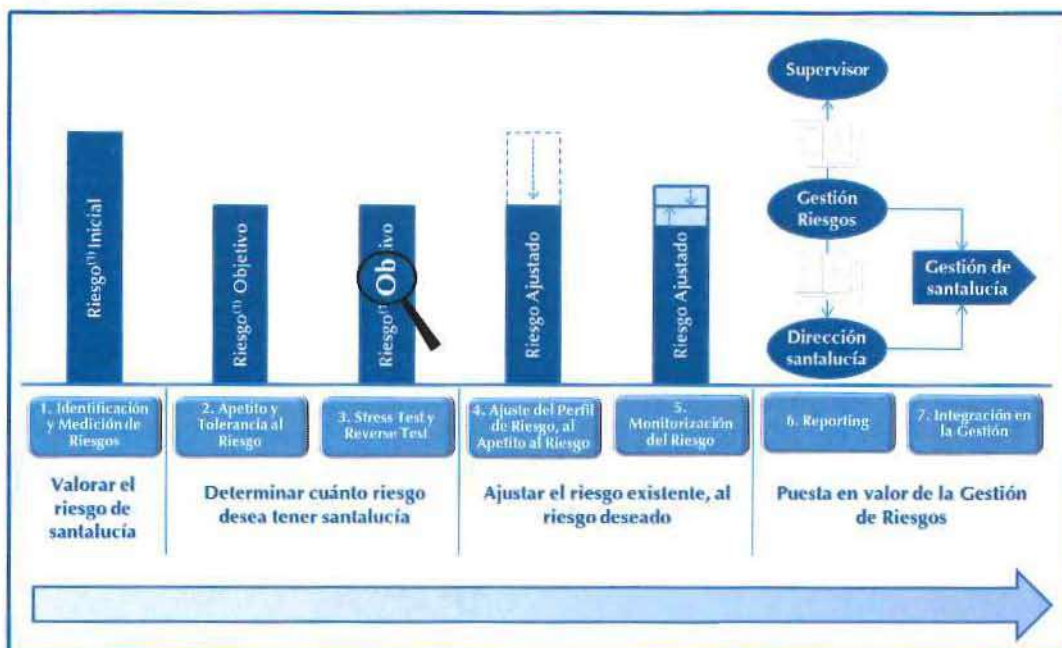 Supervisor
Riesgo⁽¹⁾ Inicial
Riesgo⁽¹⁾ Objetivo
Riesgo⁽¹⁾ Objetivo
Riesgo Ajustado
Riesgo Ajustado
Gestión
Riesgos
Gestión de
santalucía
Dirección
santalucía
1. Identificación
y Medición de
Riesgos
2. Apetito y
Tolerancia al
Riesgo
3. Stress Test y
Reverse Test
4. Ajuste del Perfil
de Riesgo, al
Apetito al Riesgo
5.
Monitorización
del Riesgo
6. Reporting
7. Integración en
la Gestión
Valorar el
riesgo de
santalucía
Determinar cuánto riesgo
desea tener santalucía
Ajustar el riesgo existente, al
riesgo deseado
Puesta en valor de la Gestión
de Riesgos